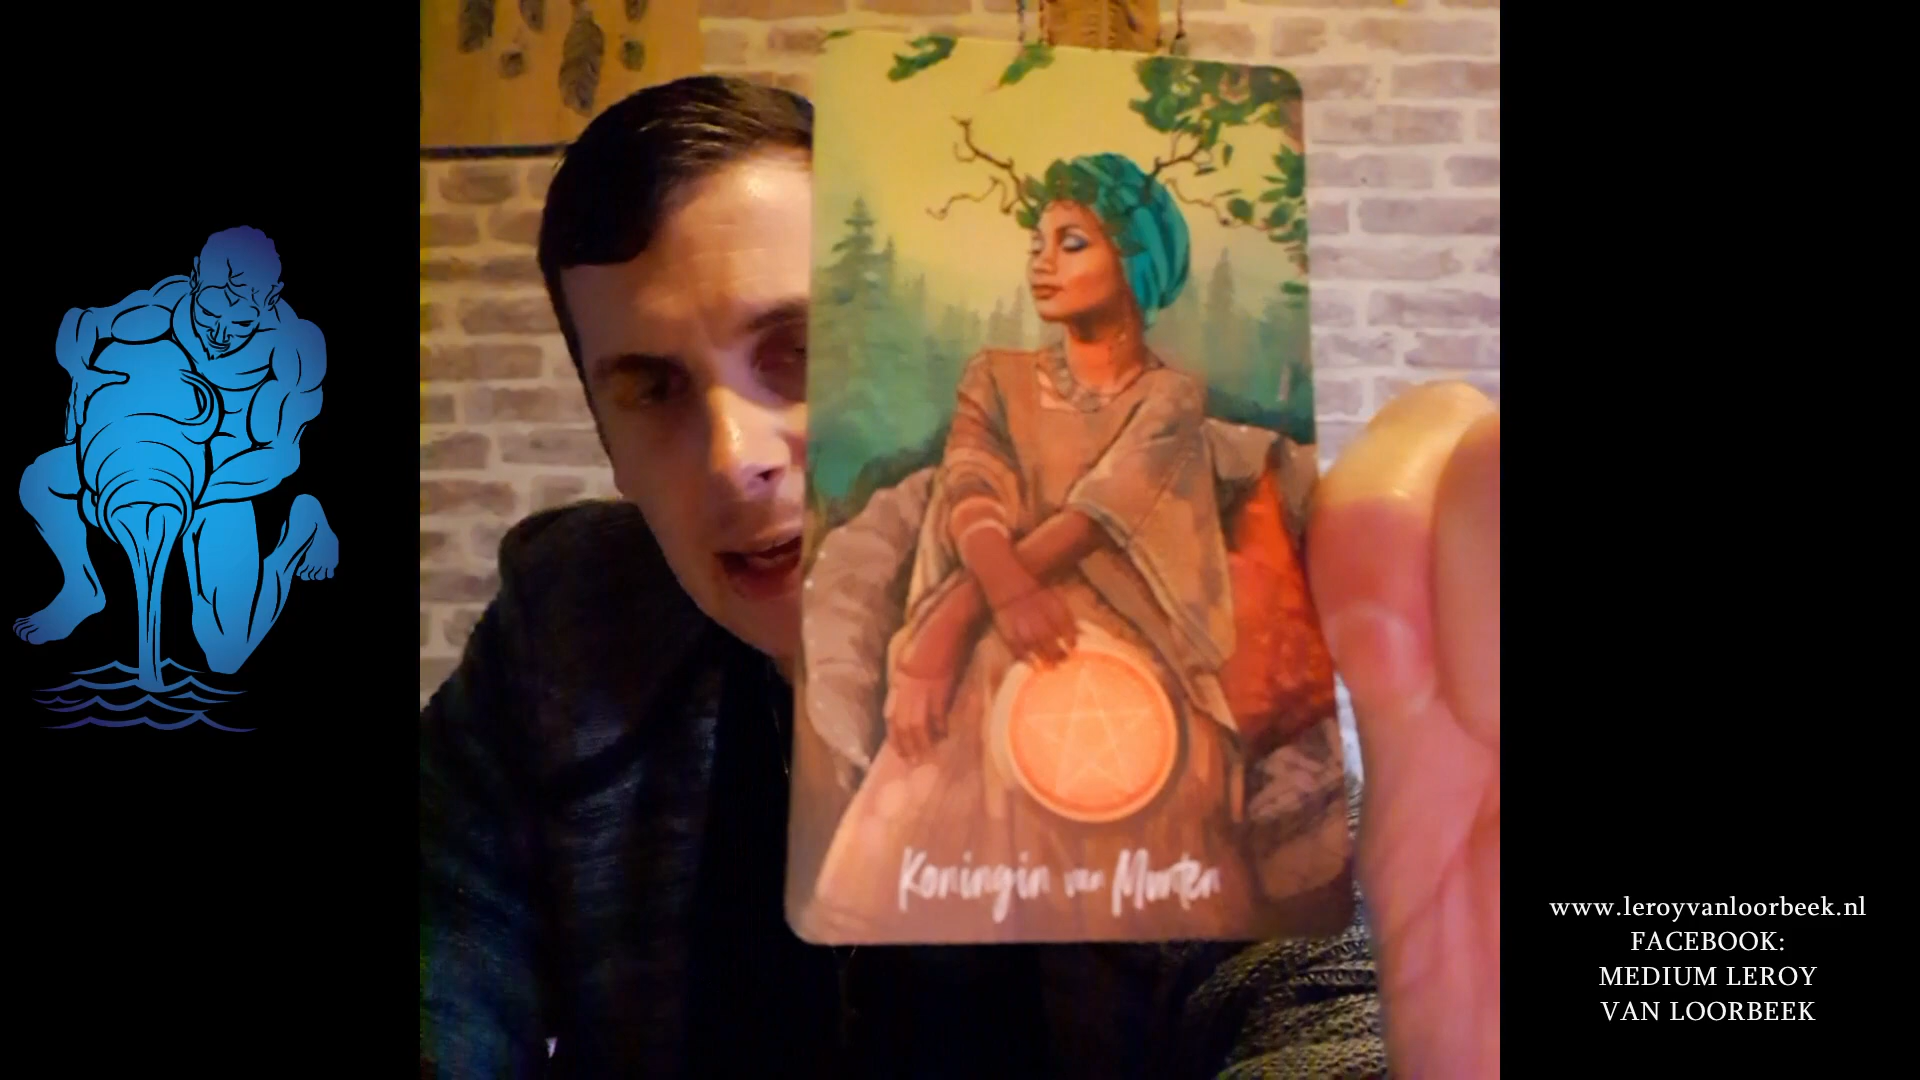 Koningin van Munten
www.leroyvanloorbeek.nl
FACEBOOK:
MEDIUM LEROY
VAN LOORBEEK